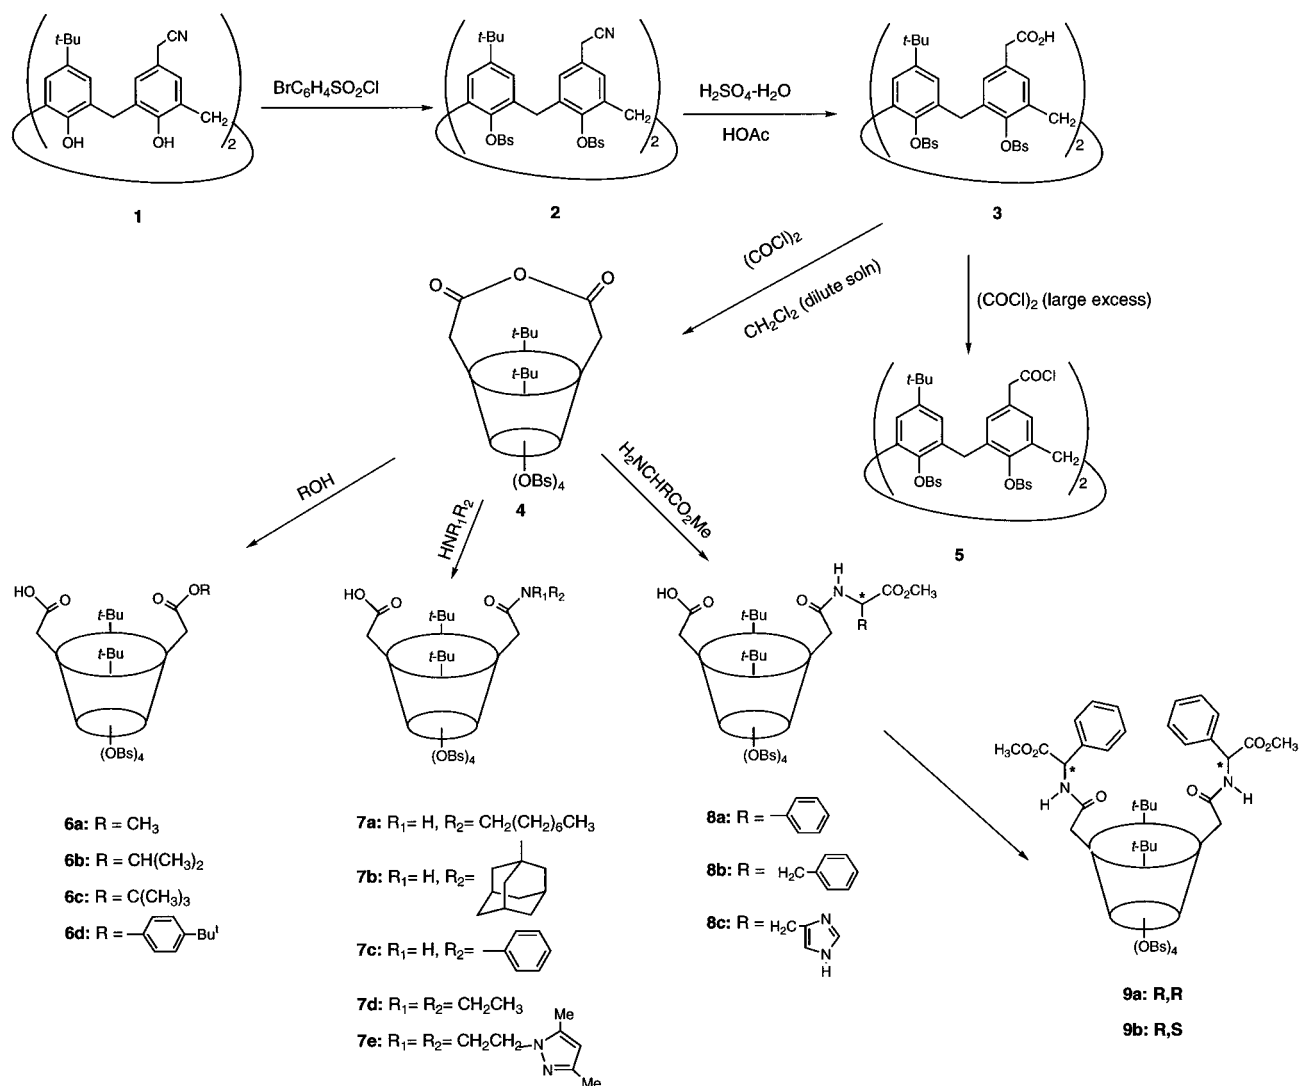 t-Bu CN t-Bu CN t-Bu CO₂H
BrC₆H₄SO₂Cl H₂SO₄-H₂O
HOAc
OH OH CH₂ 2 OBs OBs CH₂ 2 OBs OBs CH₂ 2
1 2 3
(COCl)₂
CH₂Cl₂ (dilute soln)
(COCl)₂ (large excess)
O O O
t-Bu
t-Bu
(OBs)₄
4
t-Bu COCl
OBs OBs CH₂ 2
5
ROH
HNR₁R₂
H₂NCHRCO₂Me
HO O O OR
t-Bu
t-Bu
(OBs)₄
HO O O NR₁R₂
t-Bu
t-Bu
(OBs)₄
HO O O H N * R CO₂CH₃
t-Bu
t-Bu
(OBs)₄
6a: R = CH₃
6b: R = CH(CH₃)₂
6c: R = C(CH₃)₃
6d: R = Buᵗ
7a: R₁= H, R₂= CH₂(CH₂)₆CH₃
7b: R₁= H, R₂=
7c: R₁= H, R₂=
7d: R₁= R₂= CH₂CH₃
7e: R₁= R₂= CH₂CH₂ N N Me Me
8a: R =
8b: R = H₂C
8c: R = H₂C N N H
CH₃O₂C * N H O O * N H CO₂CH₃
t-Bu
t-Bu
(OBs)₄
9a: R,R
9b: R,S